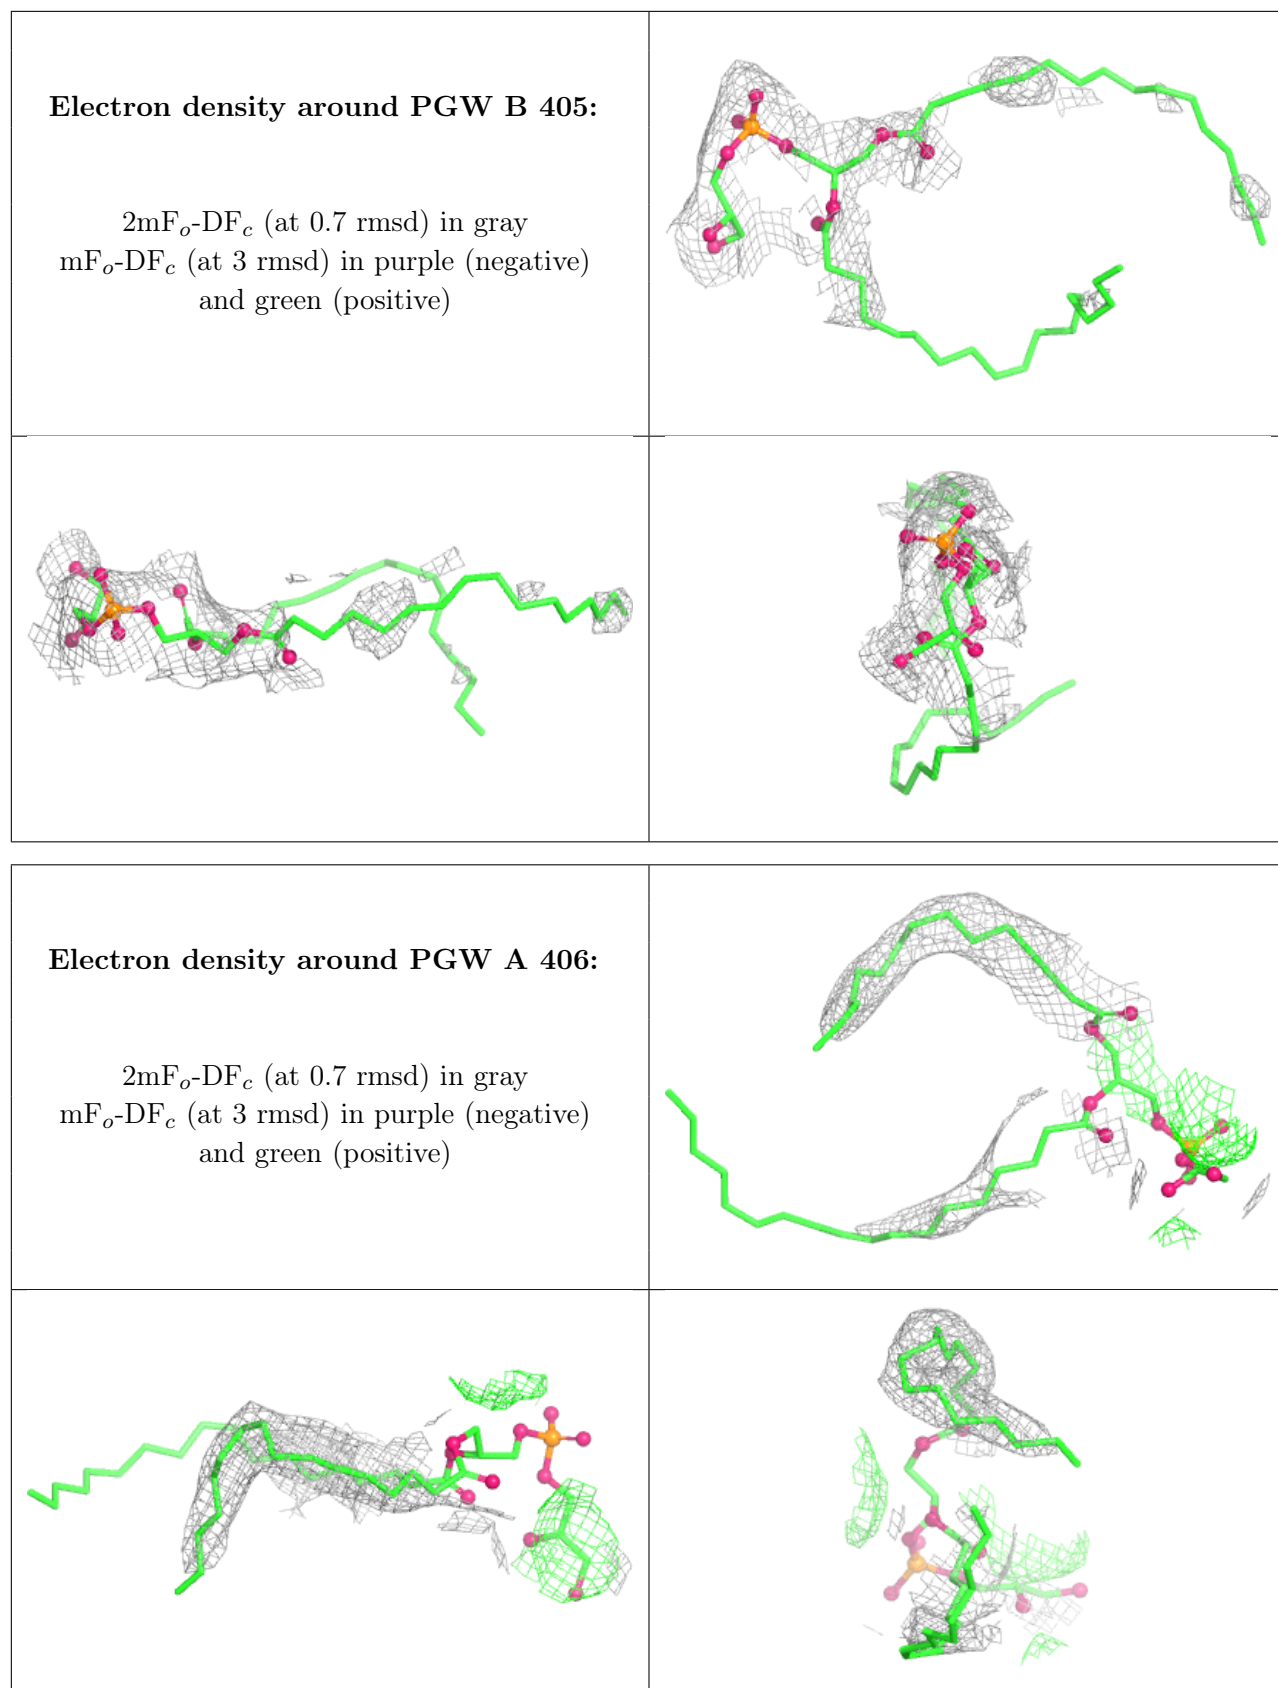 Electron density around PGW B 405:
2mFo-DFc (at 0.7 rmsd) in gray
mFo-DFc (at 3 rmsd) in purple (negative)
and green (positive)
Electron density around PGW A 406:
2mFo-DFc (at 0.7 rmsd) in gray
mFo-DFc (at 3 rmsd) in purple (negative)
and green (positive)